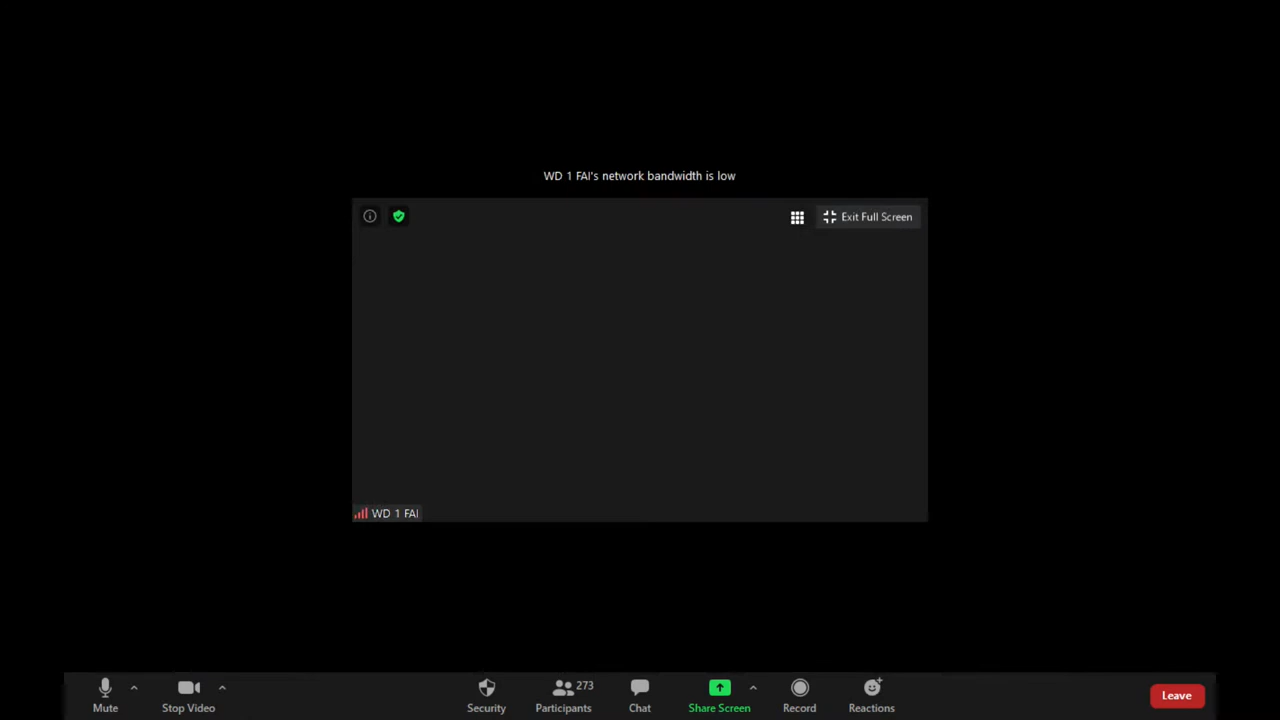 WD 1 FAI's network bandwidth is low
Exit Full Screen
WD 1 FAI
Mute
Stop Video
Security
273
Participants
Chat
Share Screen
Record
Reactions
Leave